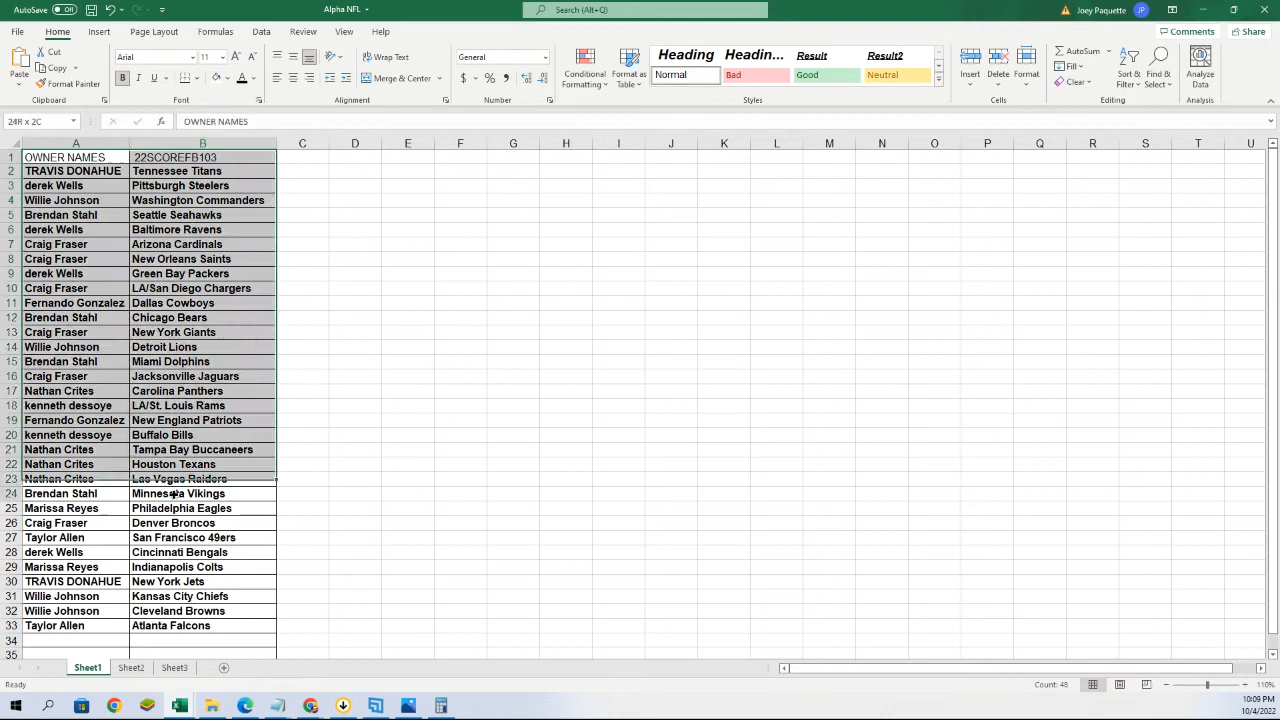 AutoSave Off
Alpha NFL
Search (Alt+Q)
Joey Paquette JP
File Home Insert Page Layout Formulas Data Review View Help
Comments Share
Paste
Cut
Copy
Format Painter
Clipboard
Arial 11
B I U
Font
Wrap Text
Merge & Center
Alignment
General
Number
Conditional Formatting
Format as Table
Heading Headin... Result Result2
Normal Bad Good Neutral
Styles
Insert Delete Format
Cells
AutoSum
Fill
Clear
Sort & Filter
Find & Select
Editing
Analyze Data
Analysis
24R x 2C fx OWNER NAMES
A B C D E F G H I J K L M N O P Q R S T U
1 OWNER NAMES 22SCOREFB103
2 TRAVIS DONAHUE Tennessee Titans
3 derek Wells Pittsburgh Steelers
4 Willie Johnson Washington Commanders
5 Brendan Stahl Seattle Seahawks
6 derek Wells Baltimore Ravens
7 Craig Fraser Arizona Cardinals
8 Craig Fraser New Orleans Saints
9 derek Wells Green Bay Packers
10 Craig Fraser LA/San Diego Chargers
11 Fernando Gonzalez Dallas Cowboys
12 Brendan Stahl Chicago Bears
13 Craig Fraser New York Giants
14 Willie Johnson Detroit Lions
15 Brendan Stahl Miami Dolphins
16 Craig Fraser Jacksonville Jaguars
17 Nathan Crites Carolina Panthers
18 kenneth dessoye LA/St. Louis Rams
19 Fernando Gonzalez New England Patriots
20 kenneth dessoye Buffalo Bills
21 Nathan Crites Tampa Bay Buccaneers
22 Nathan Crites Houston Texans
23 Nathan Crites Las Vegas Raiders
24 Brendan Stahl Minnesota Vikings
25 Marissa Reyes Philadelphia Eagles
26 Craig Fraser Denver Broncos
27 Taylor Allen San Francisco 49ers
28 derek Wells Cincinnati Bengals
29 Marissa Reyes Indianapolis Colts
30 TRAVIS DONAHUE New York Jets
31 Willie Johnson Kansas City Chiefs
32 Willie Johnson Cleveland Browns
33 Taylor Allen Atlanta Falcons
34
35
Sheet1 Sheet2 Sheet3
Ready
Count: 48
110%
10:09 PM
10/4/2022